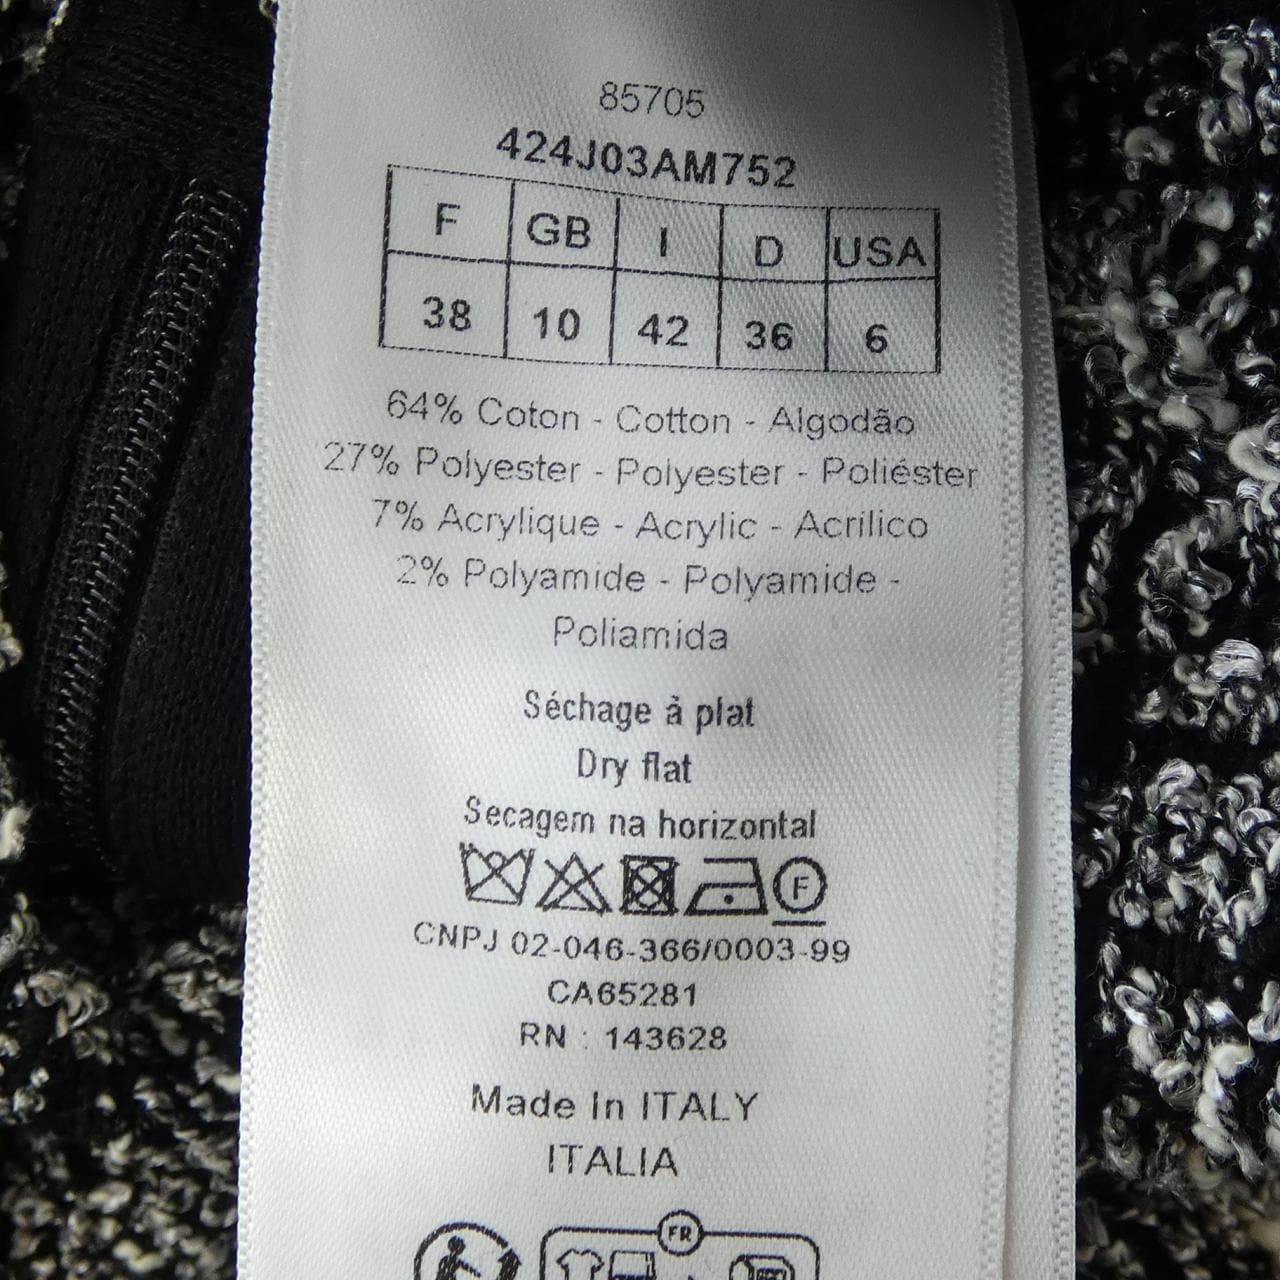 85705
424J03AM752
F GB I D USA
38 10 42 36 6
64% Coton - Cotton - Algodão
27% Polyester - Polyester - Poliéster
7% Acrylique - Acrylic - Acrilico
2% Polyamide - Polyamide -
Poliamida
Séchage à plat
Dry flat
Secagem na horizontal
F
CNPJ 02-046-366/0003-99
CA65281
RN : 143628
Made In ITALY
ITALIA
FR